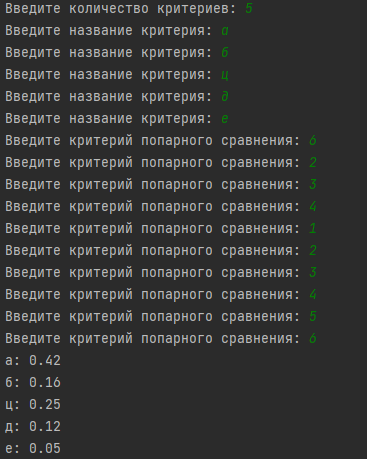 Введите количество критериев: 5
Введите название критерия: а
Введите название критерия: б
Введите название критерия: ц
Введите название критерия: д
Введите название критерия: е
Введите критерий попарного сравнения: 6
Введите критерий попарного сравнения: 2
Введите критерий попарного сравнения: 3
Введите критерий попарного сравнения: 4
Введите критерий попарного сравнения: 1
Введите критерий попарного сравнения: 2
Введите критерий попарного сравнения: 3
Введите критерий попарного сравнения: 4
Введите критерий попарного сравнения: 5
Введите критерий попарного сравнения: 6
а: 0.42
б: 0.16
ц: 0.25
д: 0.12
е: 0.05